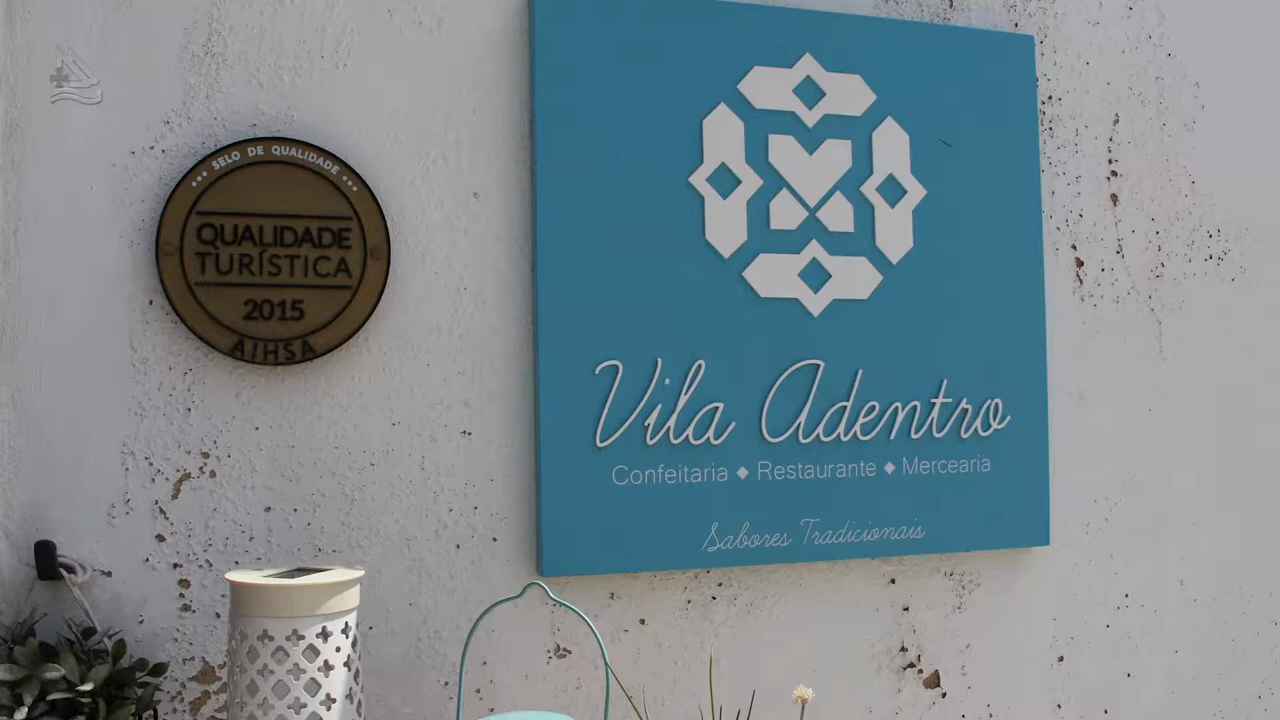 SELO DE QUALIDADE
QUALIDADE
TURÍSTICA
2015
AIHSA
Vila Adentro
Confeitaria ◆ Restaurante ◆ Mercearia
Sabores Tradicionais